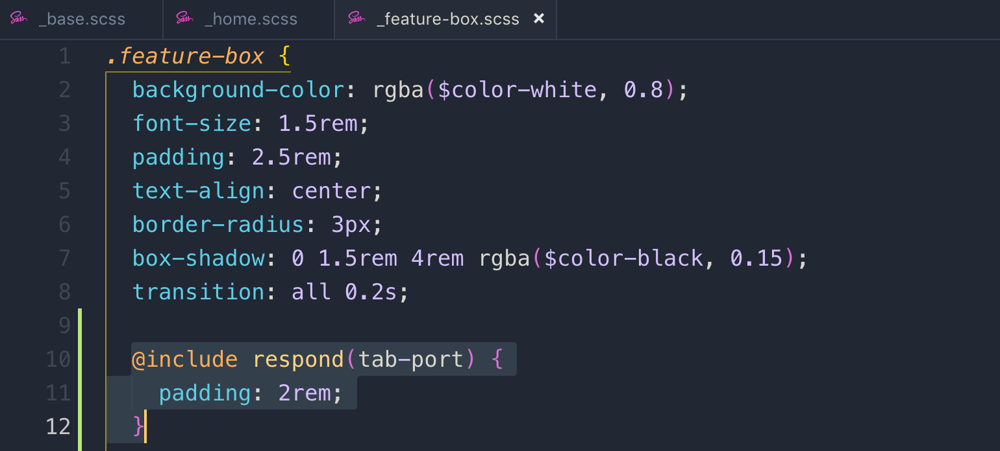 Sass _base.scss Sass _home.scss Sass _feature-box.scss ×
1 .feature-box {
2 background-color: rgba($color-white, 0.8);
3 font-size: 1.5rem;
4 padding: 2.5rem;
5 text-align: center;
6 border-radius: 3px;
7 box-shadow: 0 1.5rem 4rem rgba($color-black, 0.15);
8 transition: all 0.2s;
9
10 @include respond(tab-port) {
11 padding: 2rem;
12 }